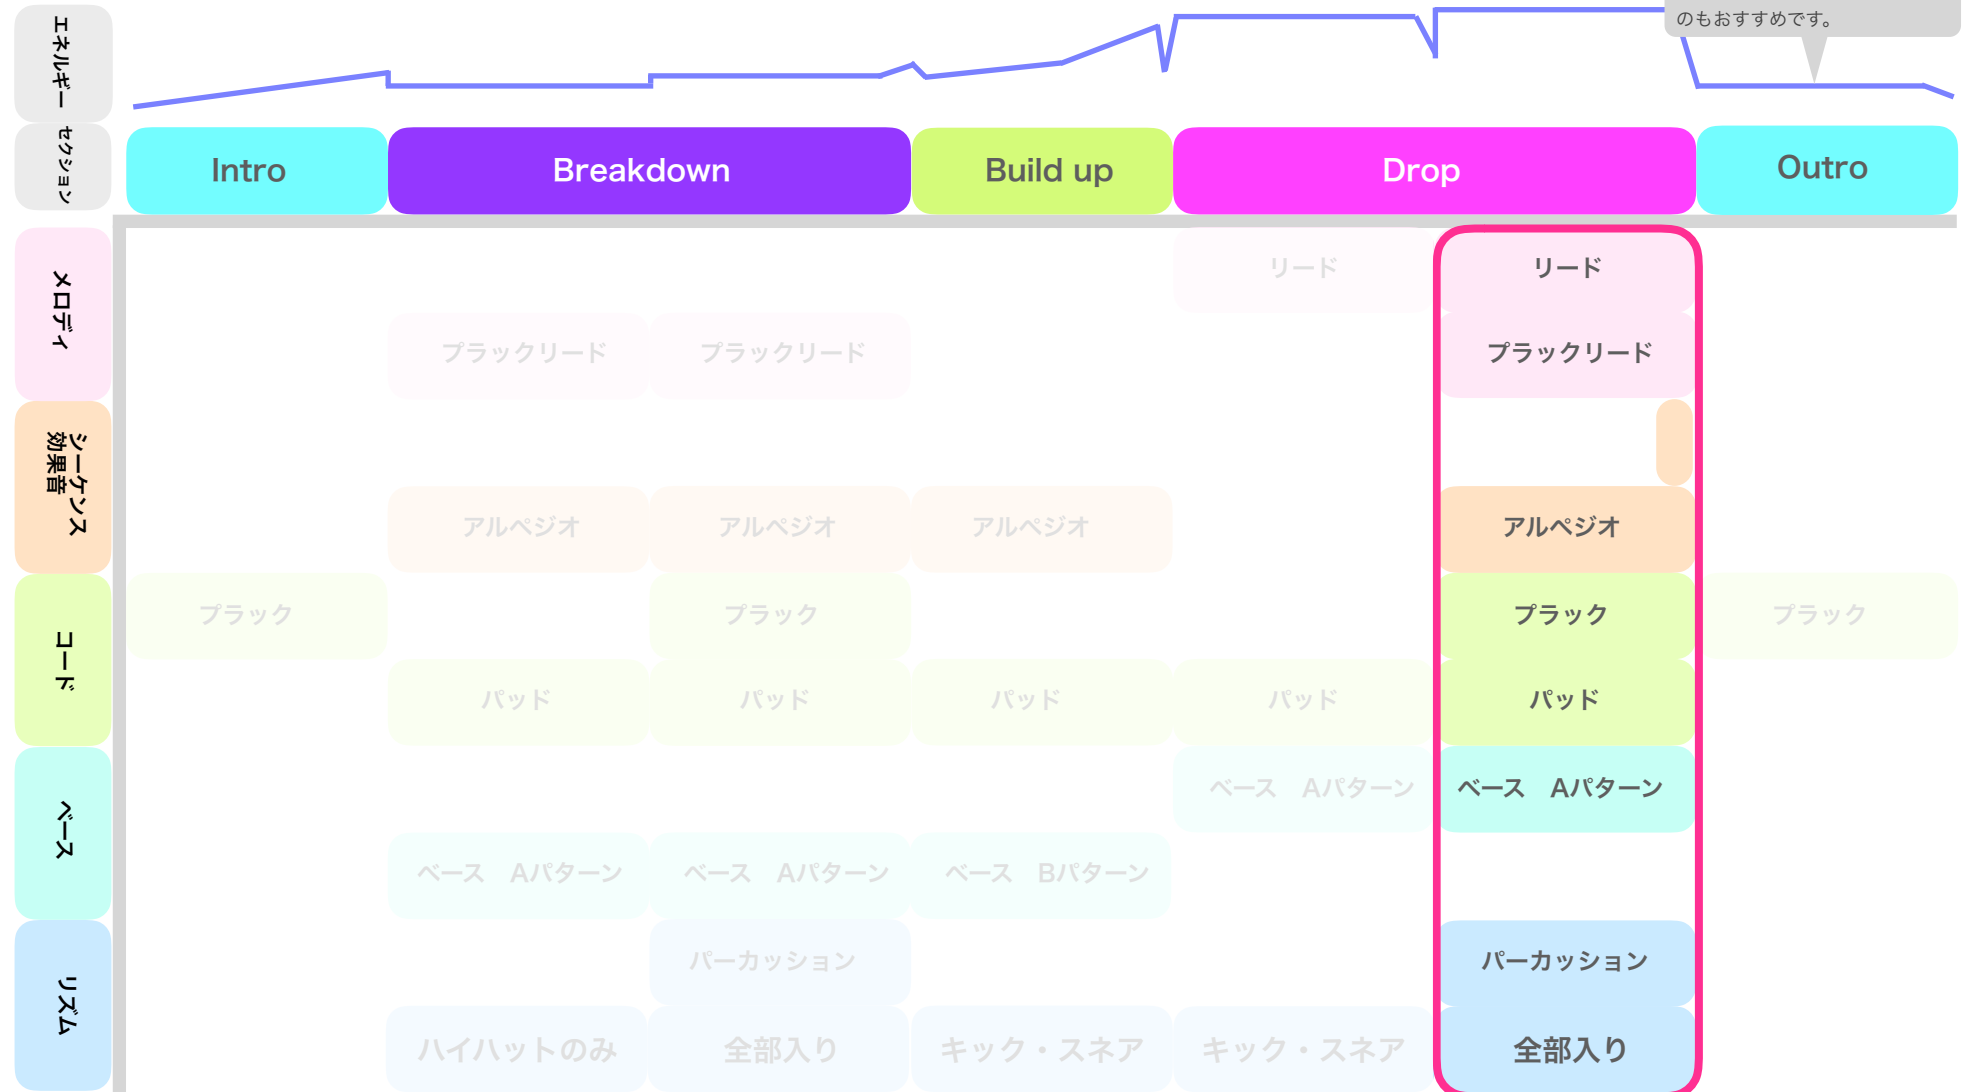 のもおすすめです。
エネルギー
セクション
Intro
Breakdown
Build up
Drop
Outro
メロディ
リード
リード
プラックリード
プラックリード
プラックリード
シーケンス
効果音
アルペジオ
アルペジオ
アルペジオ
アルペジオ
コード
プラック
プラック
プラック
プラック
パッド
パッド
パッド
パッド
パッド
ベース
ベース　Aパターン
ベース　Aパターン
ベース　Aパターン
ベース　Aパターン
ベース　Bパターン
リズム
パーカッション
パーカッション
ハイハットのみ
全部入り
キック・スネア
キック・スネア
全部入り